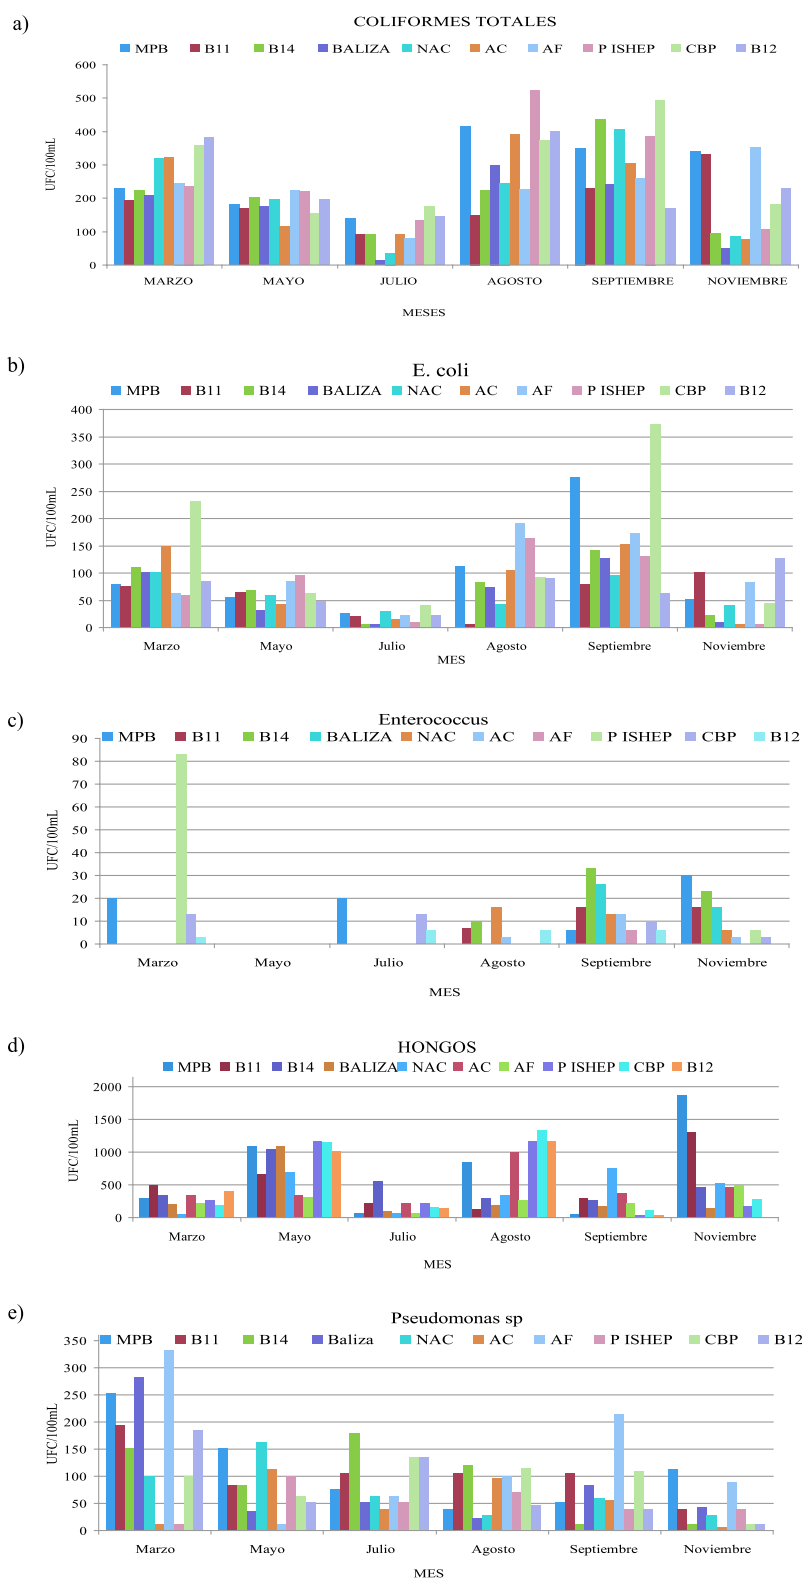 a)
COLIFORMES TOTALES
MPB B11 B14 BALIZA NAC AC AF P ISHEP CBP B12
600
500
400
300
200
100
0
UFC/100mL
MARZO MAYO JULIO AGOSTO SEPTIEMBRE NOVIEMBRE
MESES
b)
E. coli
MPB B11 B14 BALIZA NAC AC AF P ISHEP CBP B12
400
350
300
250
200
150
100
50
0
UFC/100mL
Marzo Mayo Julio Agosto Septiembre Noviembre
MES
c)
Enterococcus
MPB B11 B14 BALIZA NAC AC AF P ISHEP CBP B12
90
80
70
60
50
40
30
20
10
0
UFC/100mL
Marzo Mayo Julio Agosto Septiembre Noviembre
MES
d)
HONGOS
MPB B11 B14 BALIZA NAC AC AF P ISHEP CBP B12
2000
1500
1000
500
0
UFC/100mL
Marzo Mayo Julio Agosto Septiembre Noviembre
MES
e)
Pseudomonas sp
MPB B11 B14 Baliza NAC AC AF P ISHEP CBP B12
350
300
250
200
150
100
50
0
UFC/100mL
Marzo Mayo Julio Agosto Septiembre Noviembre
MES